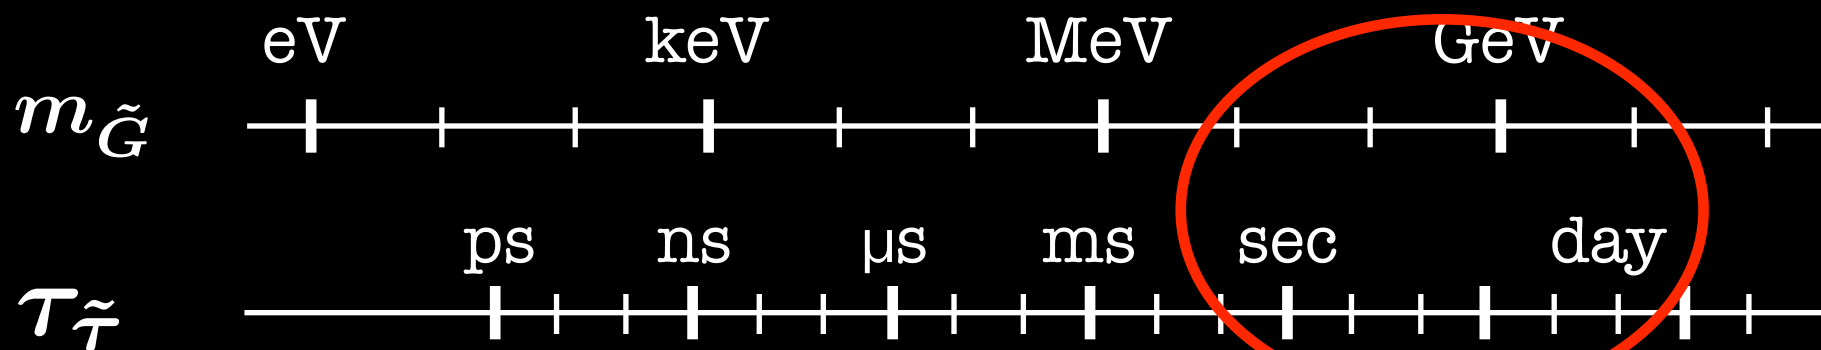 eV keV MeV GeV
m_G̃
ps ns μs ms sec day
τ_τ̃